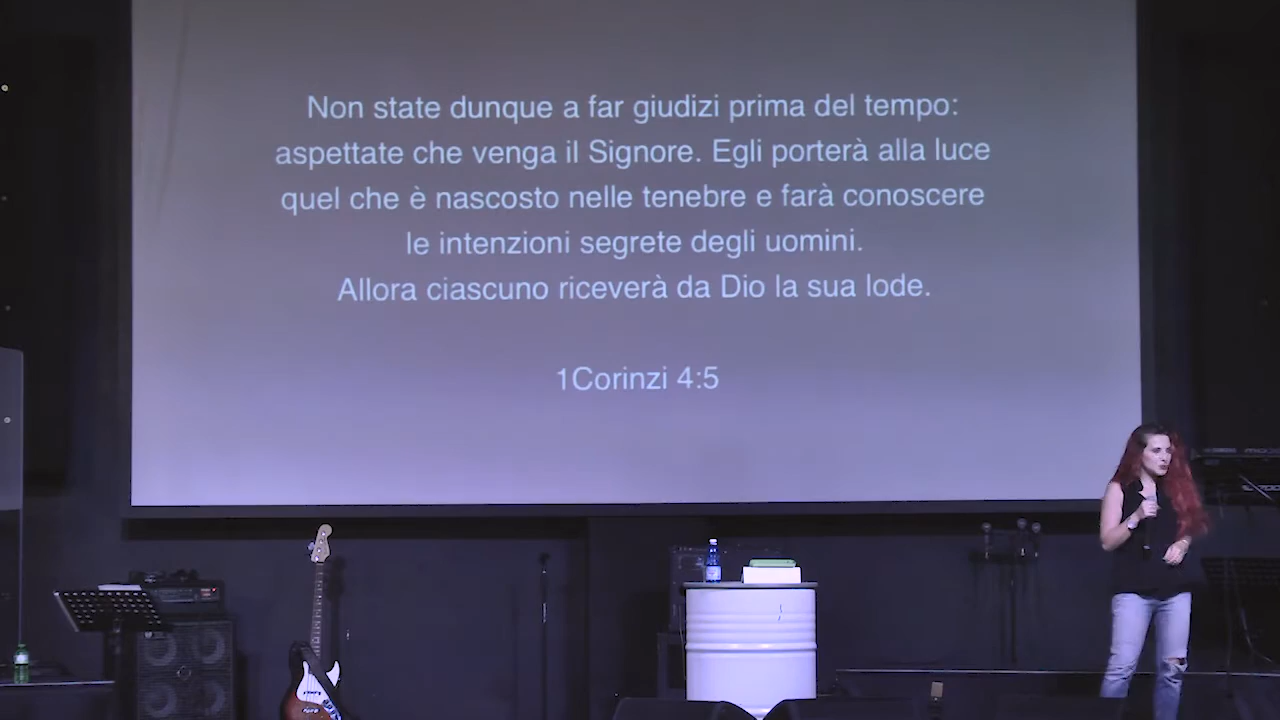 Non state dunque a far giudizi prima del tempo:
aspettate che venga il Signore. Egli porterà alla luce
quel che è nascosto nelle tenebre e farà conoscere
le intenzioni segrete degli uomini.
Allora ciascuno riceverà da Dio la sua lode.
1Corinzi 4:5